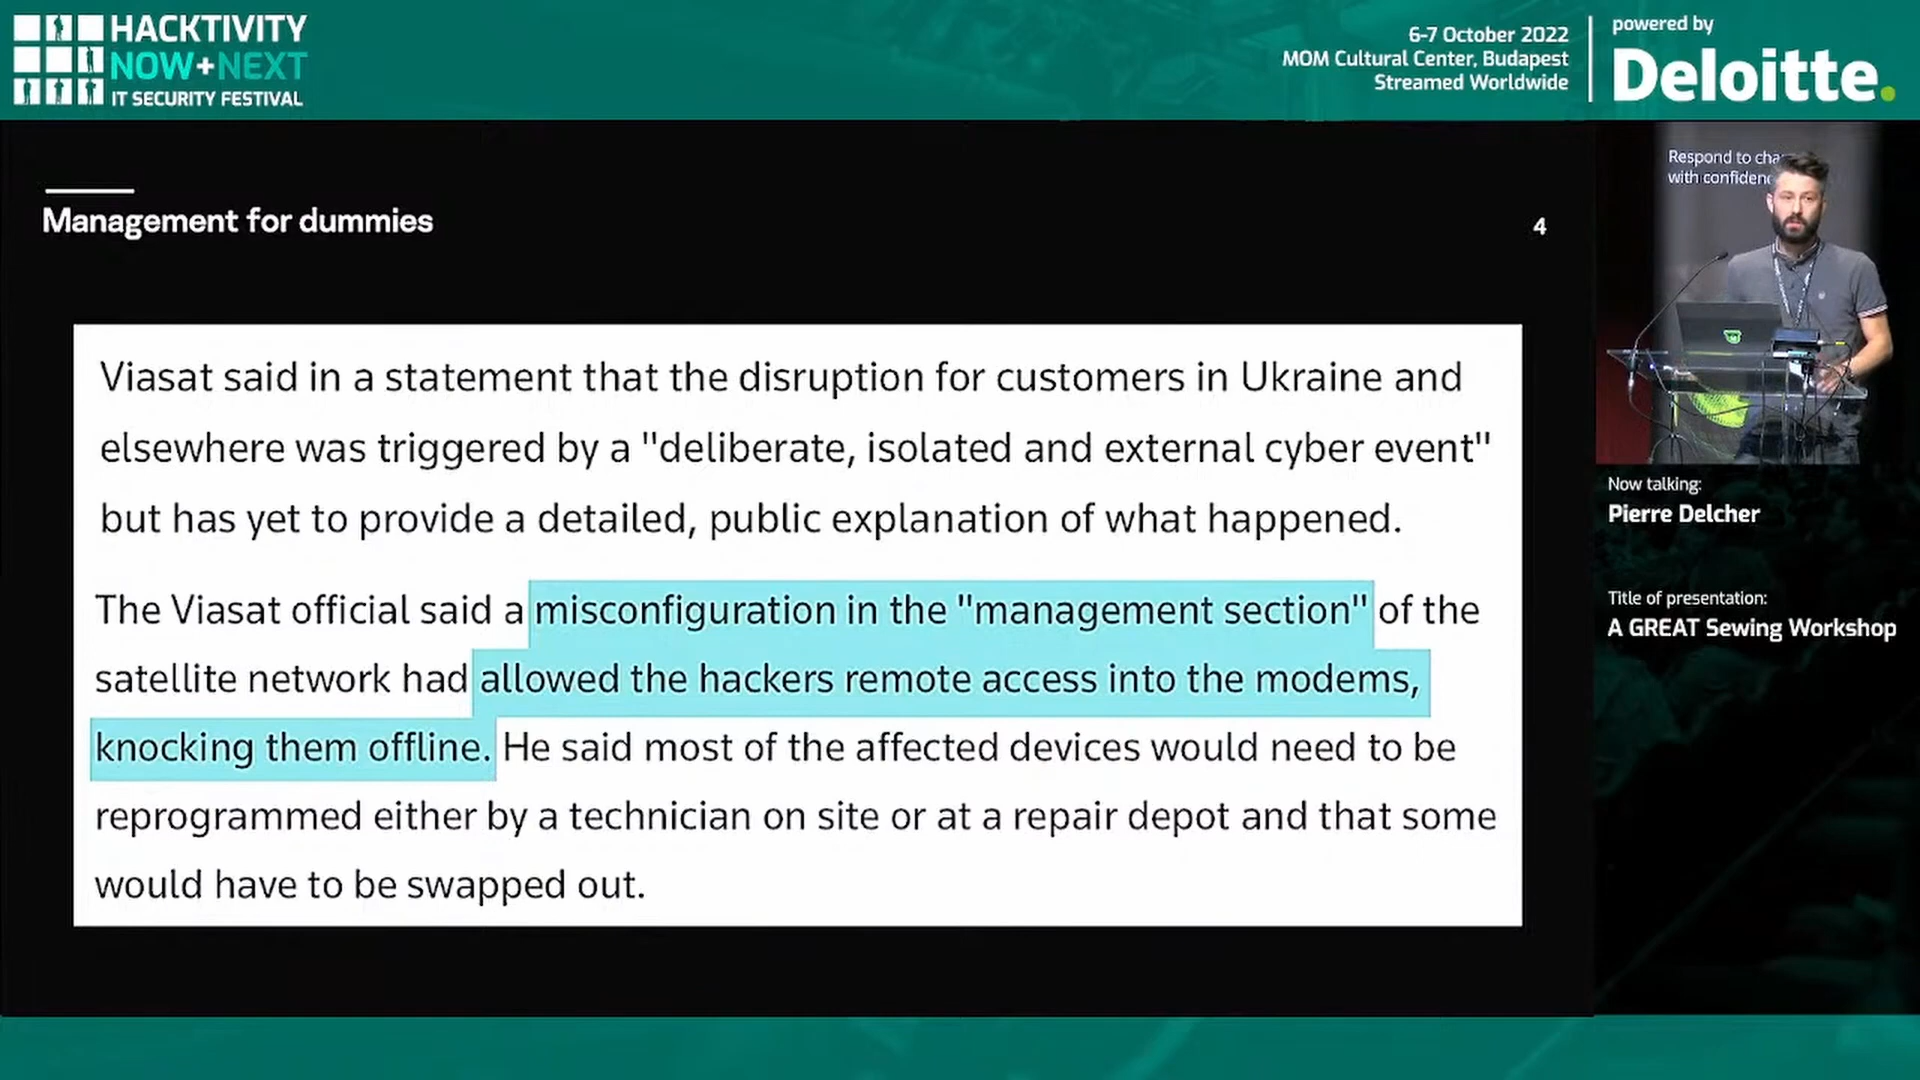 HACKTIVITY
NOW+NEXT
IT SECURITY FESTIVAL
6-7 October 2022
MOM Cultural Center, Budapest
Streamed Worldwide
powered by
Deloitte.
Management for dummies
4
Viasat said in a statement that the disruption for customers in Ukraine and
elsewhere was triggered by a "deliberate, isolated and external cyber event"
but has yet to provide a detailed, public explanation of what happened.
The Viasat official said a misconfiguration in the "management section" of the
satellite network had allowed the hackers remote access into the modems,
knocking them offline. He said most of the affected devices would need to be
reprogrammed either by a technician on site or at a repair depot and that some
would have to be swapped out.
Respond to
with
Now talking:
Pierre Delcher
Title of presentation:
A GREAT Sewing Workshop